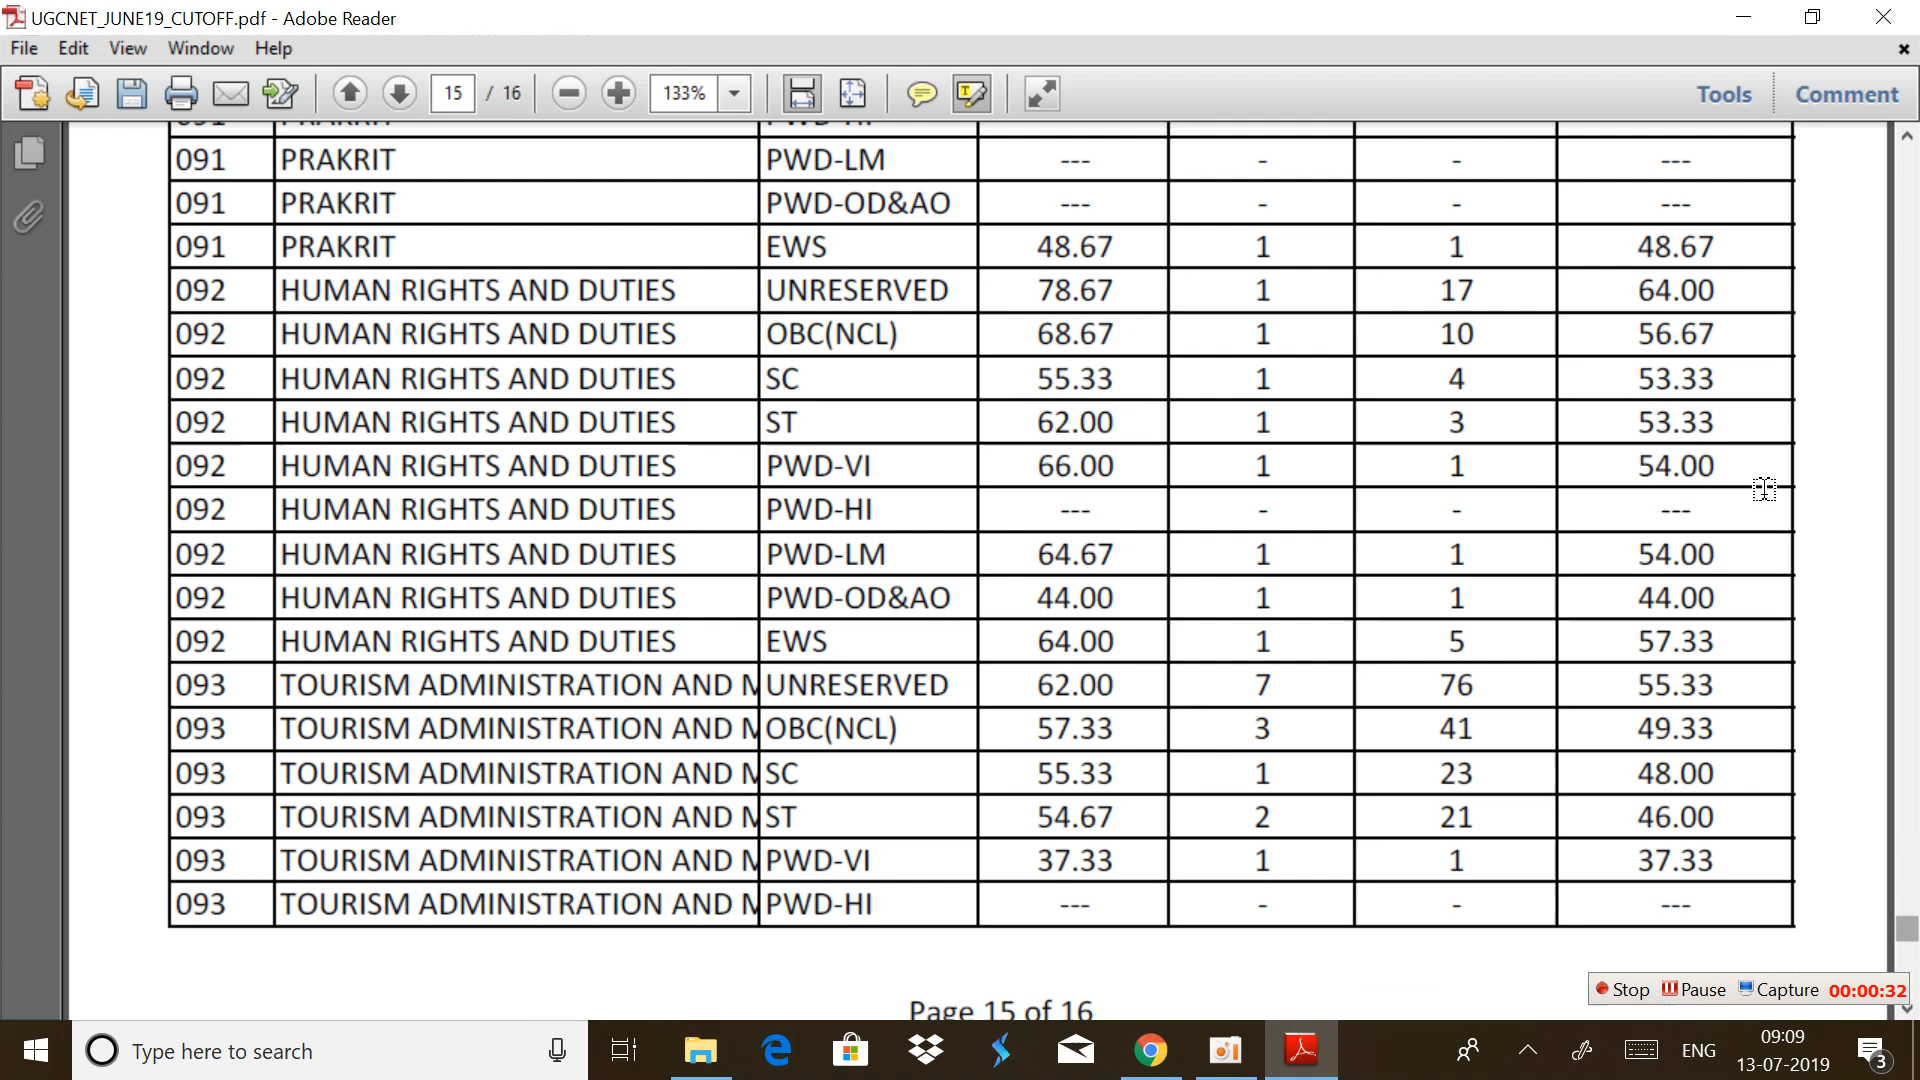 UGCNET_JUNE19_CUTOFF.pdf - Adobe Reader
File Edit View Window Help
15 / 16 133% Tools Comment
091 PRAKRIT PWD-LM --- - - ---
091 PRAKRIT PWD-OD&AO --- - - ---
091 PRAKRIT EWS 48.67 1 1 48.67
092 HUMAN RIGHTS AND DUTIES UNRESERVED 78.67 1 17 64.00
092 HUMAN RIGHTS AND DUTIES OBC(NCL) 68.67 1 10 56.67
092 HUMAN RIGHTS AND DUTIES SC 55.33 1 4 53.33
092 HUMAN RIGHTS AND DUTIES ST 62.00 1 3 53.33
092 HUMAN RIGHTS AND DUTIES PWD-VI 66.00 1 1 54.00
092 HUMAN RIGHTS AND DUTIES PWD-HI --- - - ---
092 HUMAN RIGHTS AND DUTIES PWD-LM 64.67 1 1 54.00
092 HUMAN RIGHTS AND DUTIES PWD-OD&AO 44.00 1 1 44.00
092 HUMAN RIGHTS AND DUTIES EWS 64.00 1 5 57.33
093 TOURISM ADMINISTRATION AND M UNRESERVED 62.00 7 76 55.33
093 TOURISM ADMINISTRATION AND M OBC(NCL) 57.33 3 41 49.33
093 TOURISM ADMINISTRATION AND M SC 55.33 1 23 48.00
093 TOURISM ADMINISTRATION AND M ST 54.67 2 21 46.00
093 TOURISM ADMINISTRATION AND M PWD-VI 37.33 1 1 37.33
093 TOURISM ADMINISTRATION AND M PWD-HI --- - - ---
Stop Pause Capture 00:00:32
Page 15 of 16
Type here to search
ENG
09:09
13-07-2019
3